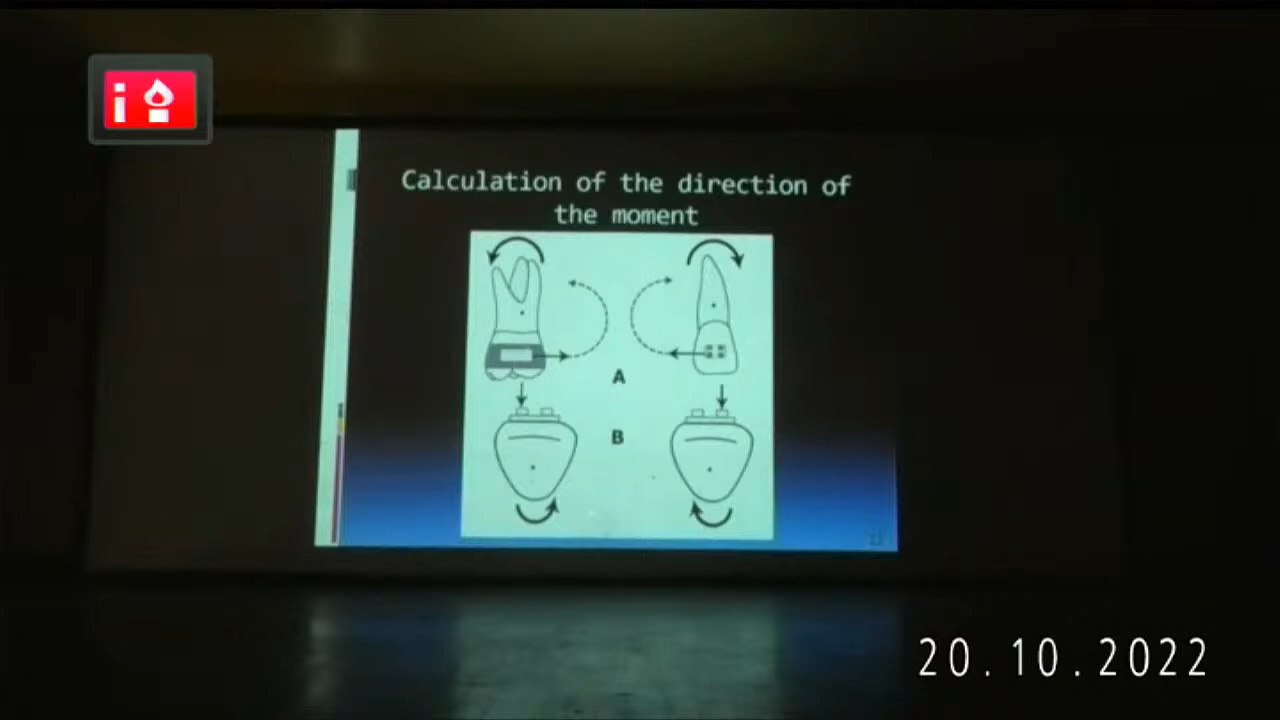 i
Calculation of the direction of
the moment
A
B
20.10.2022